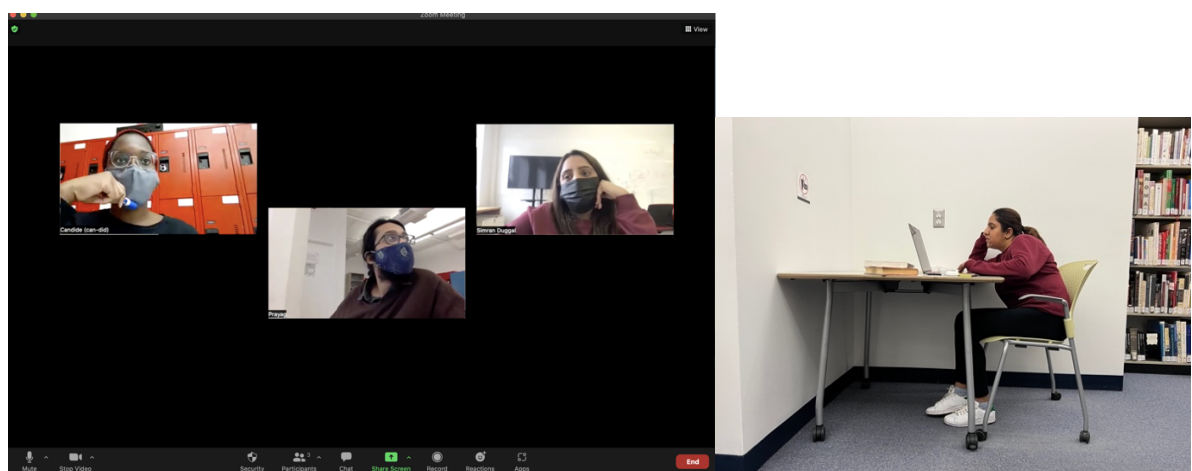 Zoom Meeting
View
Candide (can-did)
Simran Duggal
Prayag
Mute
Stop Video
Security
Participants
3
Chat
Share Screen
Record
Reactions
Apps
End